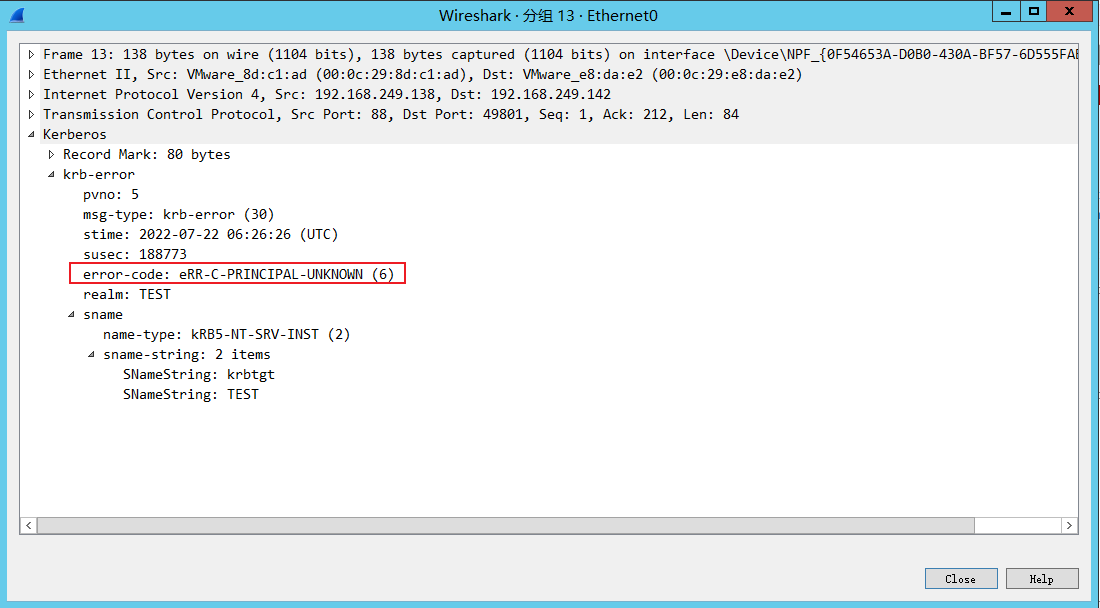 Wireshark · 分组 13 · Ethernet0
Frame 13: 138 bytes on wire (1104 bits), 138 bytes captured (1104 bits) on interface \Device\NPF_{0F54653A-D0B0-430A-BF57-6D555FAE
Ethernet II, Src: VMware_8d:c1:ad (00:0c:29:8d:c1:ad), Dst: VMware_e8:da:e2 (00:0c:29:e8:da:e2)
Internet Protocol Version 4, Src: 192.168.249.138, Dst: 192.168.249.142
Transmission Control Protocol, Src Port: 88, Dst Port: 49801, Seq: 1, Ack: 212, Len: 84
Kerberos
Record Mark: 80 bytes
krb-error
pvno: 5
msg-type: krb-error (30)
stime: 2022-07-22 06:26:26 (UTC)
susec: 188773
error-code: eRR-C-PRINCIPAL-UNKNOWN (6)
realm: TEST
sname
name-type: kRB5-NT-SRV-INST (2)
sname-string: 2 items
SNameString: krbtgt
SNameString: TEST
Close Help